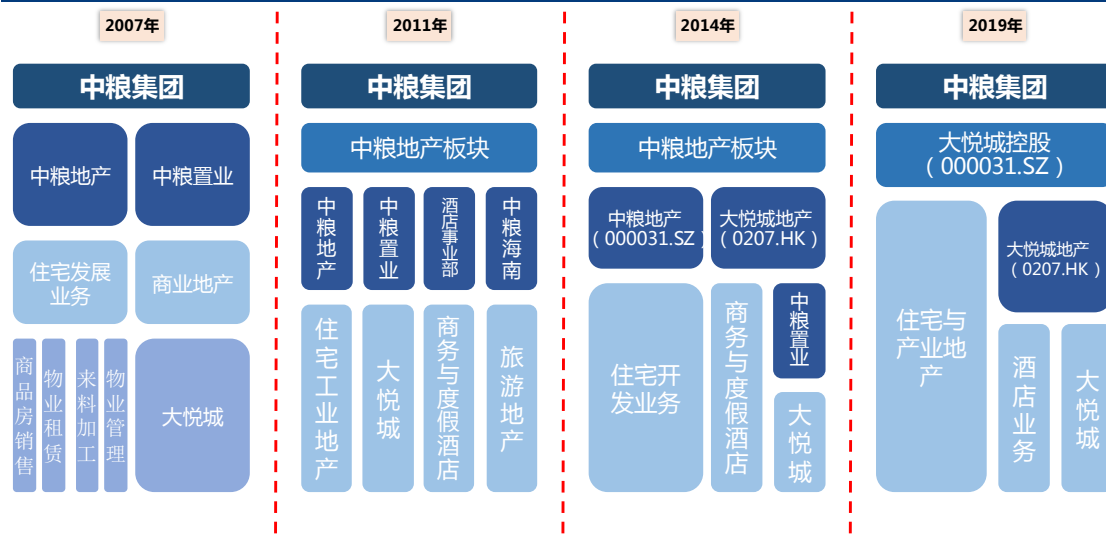 2007年
中粮集团
中粮地产
中粮置业
住宅发展
业务
商业地产
商品房销售
物业租赁
来料加工
物业管理
大悦城
2011年
中粮集团
中粮地产板块
中粮地产
中粮置业
酒店事业部
中粮海南
住宅工业地产
大悦城
商务与度假酒店
旅游地产
2014年
中粮集团
中粮地产板块
中粮地产
（000031.SZ）
大悦城地产
（0207.HK）
住宅开
发业务
商务与度假酒店
中粮置业
大悦城
2019年
中粮集团
大悦城控股
（000031.SZ）
住宅与
产业地
产
大悦城地产
（0207.HK）
酒店业务
大悦城